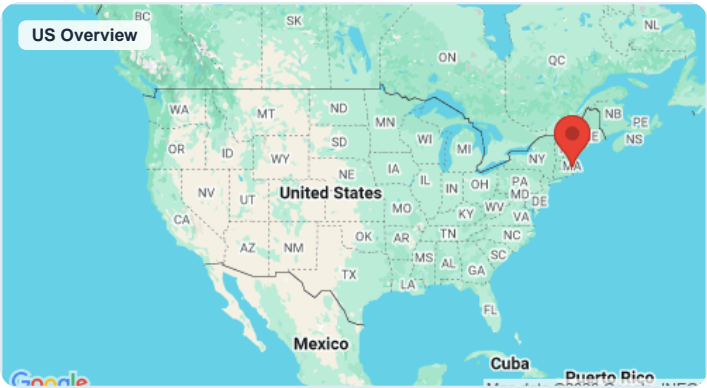 US Overview
BC
SK
NL
ON
QC
NB
PE
NS
WA
MT
ND
MN
OR
ID
WY
SD
WI
MI
NY
MA
NE
IA
IL
IN
OH
PA
MD
DE
United States
NV
UT
CA
MO
KY
WV
VA
AZ
NM
OK
AR
TN
NC
MS
AL
GA
SC
TX
LA
FL
Mexico
Cuba
Puerto Rico
Google